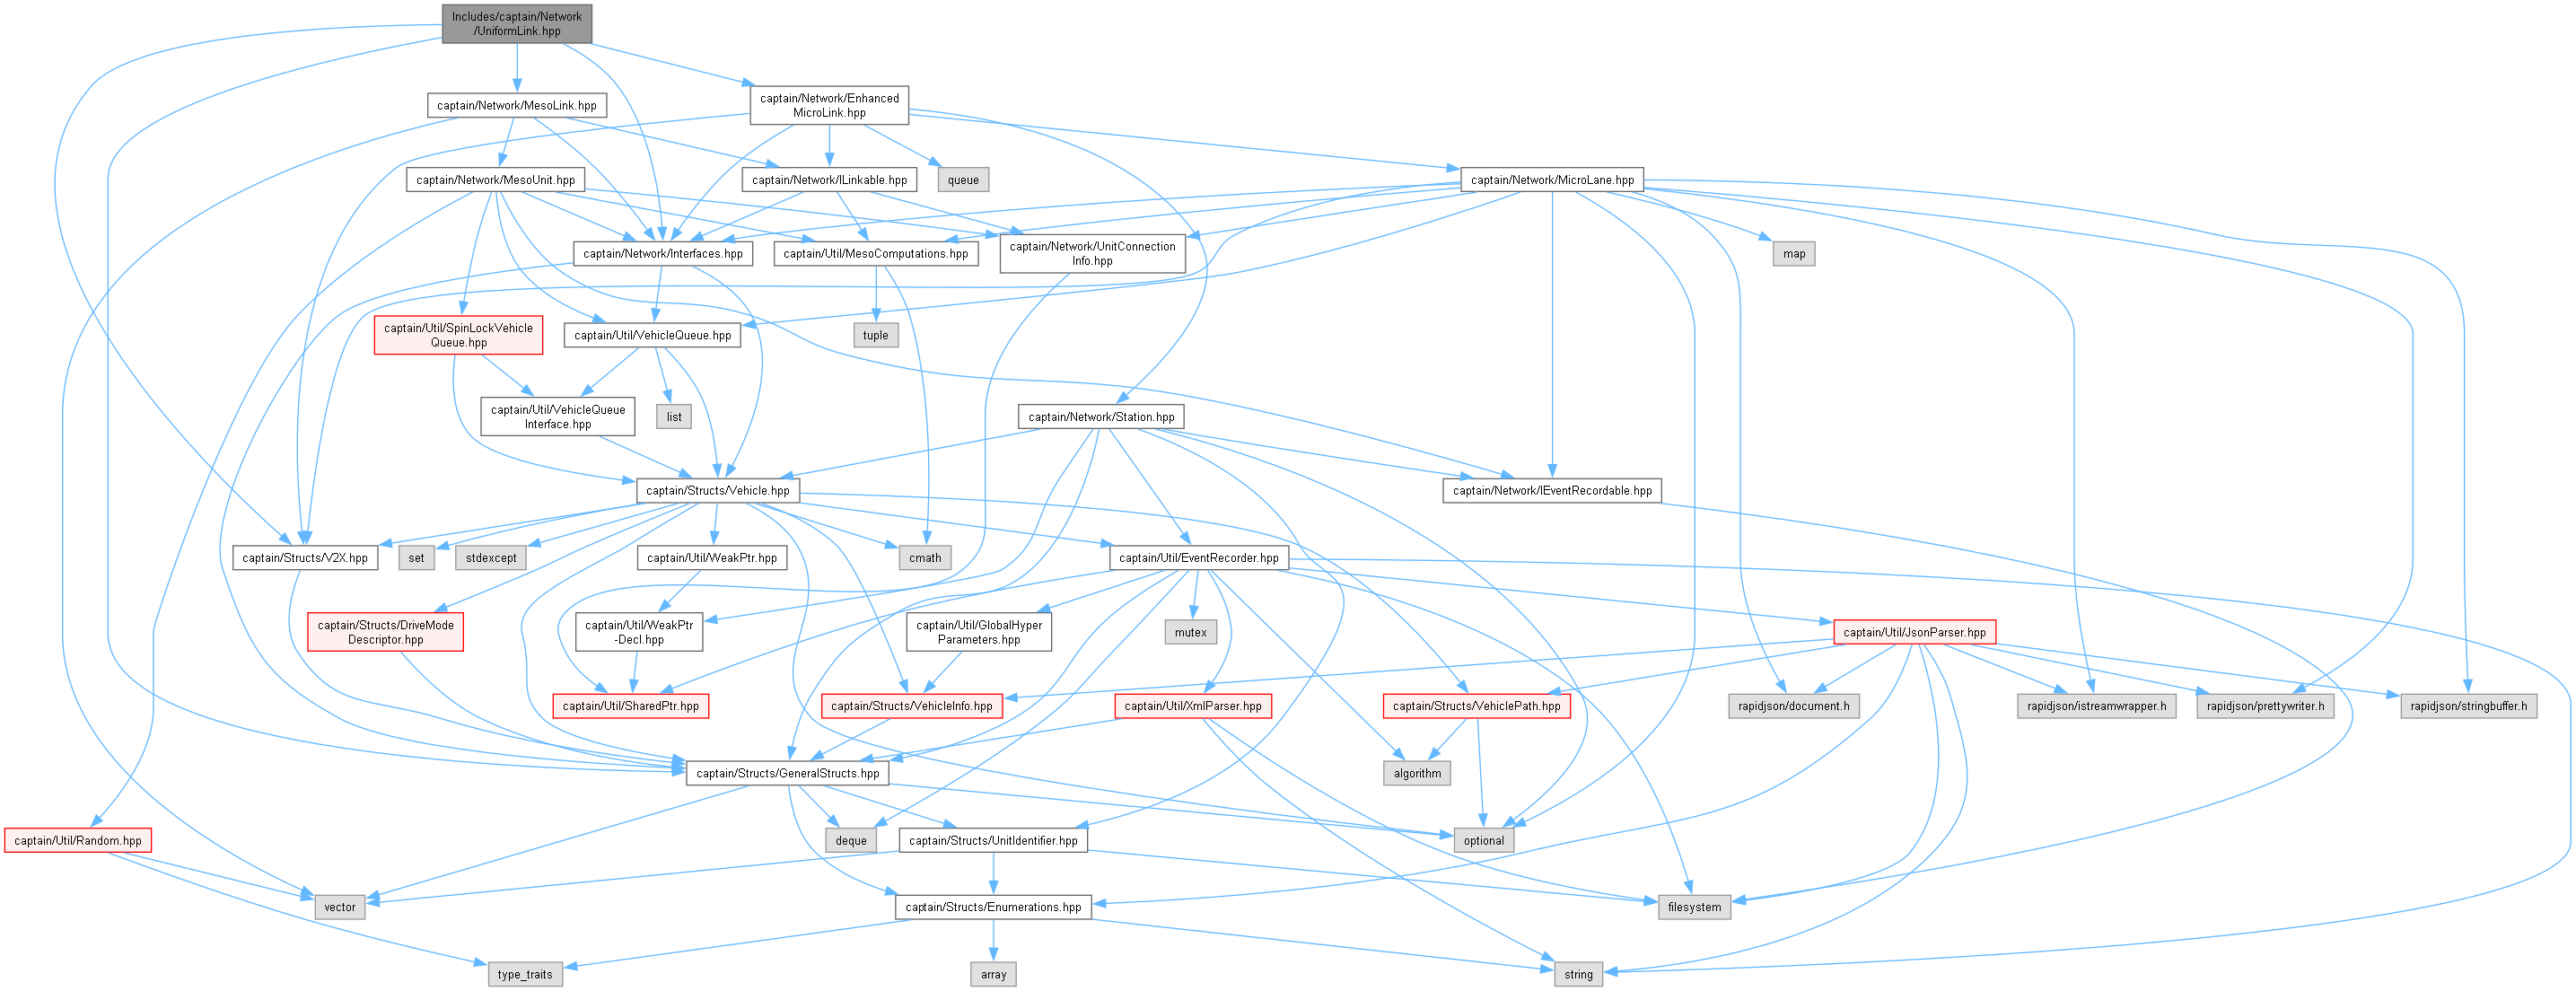 Includes/captain/Network
/UniformLink.hpp
captain/Network/MesoLink.hpp
captain/Network/Enhanced
MicroLink.hpp
captain/Network/MesoUnit.hpp
captain/Network/ILinkable.hpp
queue
captain/Network/MicroLane.hpp
captain/Network/Interfaces.hpp
captain/Util/MesoComputations.hpp
captain/Network/UnitConnection
Info.hpp
map
captain/Util/SpinLockVehicle
Queue.hpp
captain/Util/VehicleQueue.hpp
tuple
captain/Util/VehicleQueue
Interface.hpp
list
captain/Network/Station.hpp
captain/Structs/Vehicle.hpp
captain/Network/IEventRecordable.hpp
captain/Structs/V2X.hpp
set
stdexcept
captain/Util/WeakPtr.hpp
cmath
captain/Util/EventRecorder.hpp
captain/Structs/DriveMode
Descriptor.hpp
captain/Util/WeakPtr
-Decl.hpp
captain/Util/GlobalHyper
Parameters.hpp
mutex
captain/Util/JsonParser.hpp
captain/Util/SharedPtr.hpp
captain/Structs/VehicleInfo.hpp
captain/Util/XmlParser.hpp
captain/Structs/VehiclePath.hpp
rapidjson/document.h
rapidjson/istreamwrapper.h
rapidjson/prettywriter.h
rapidjson/stringbuffer.h
captain/Structs/GeneralStructs.hpp
algorithm
captain/Util/Random.hpp
deque
captain/Structs/UnitIdentifier.hpp
optional
vector
captain/Structs/Enumerations.hpp
filesystem
type_traits
array
string